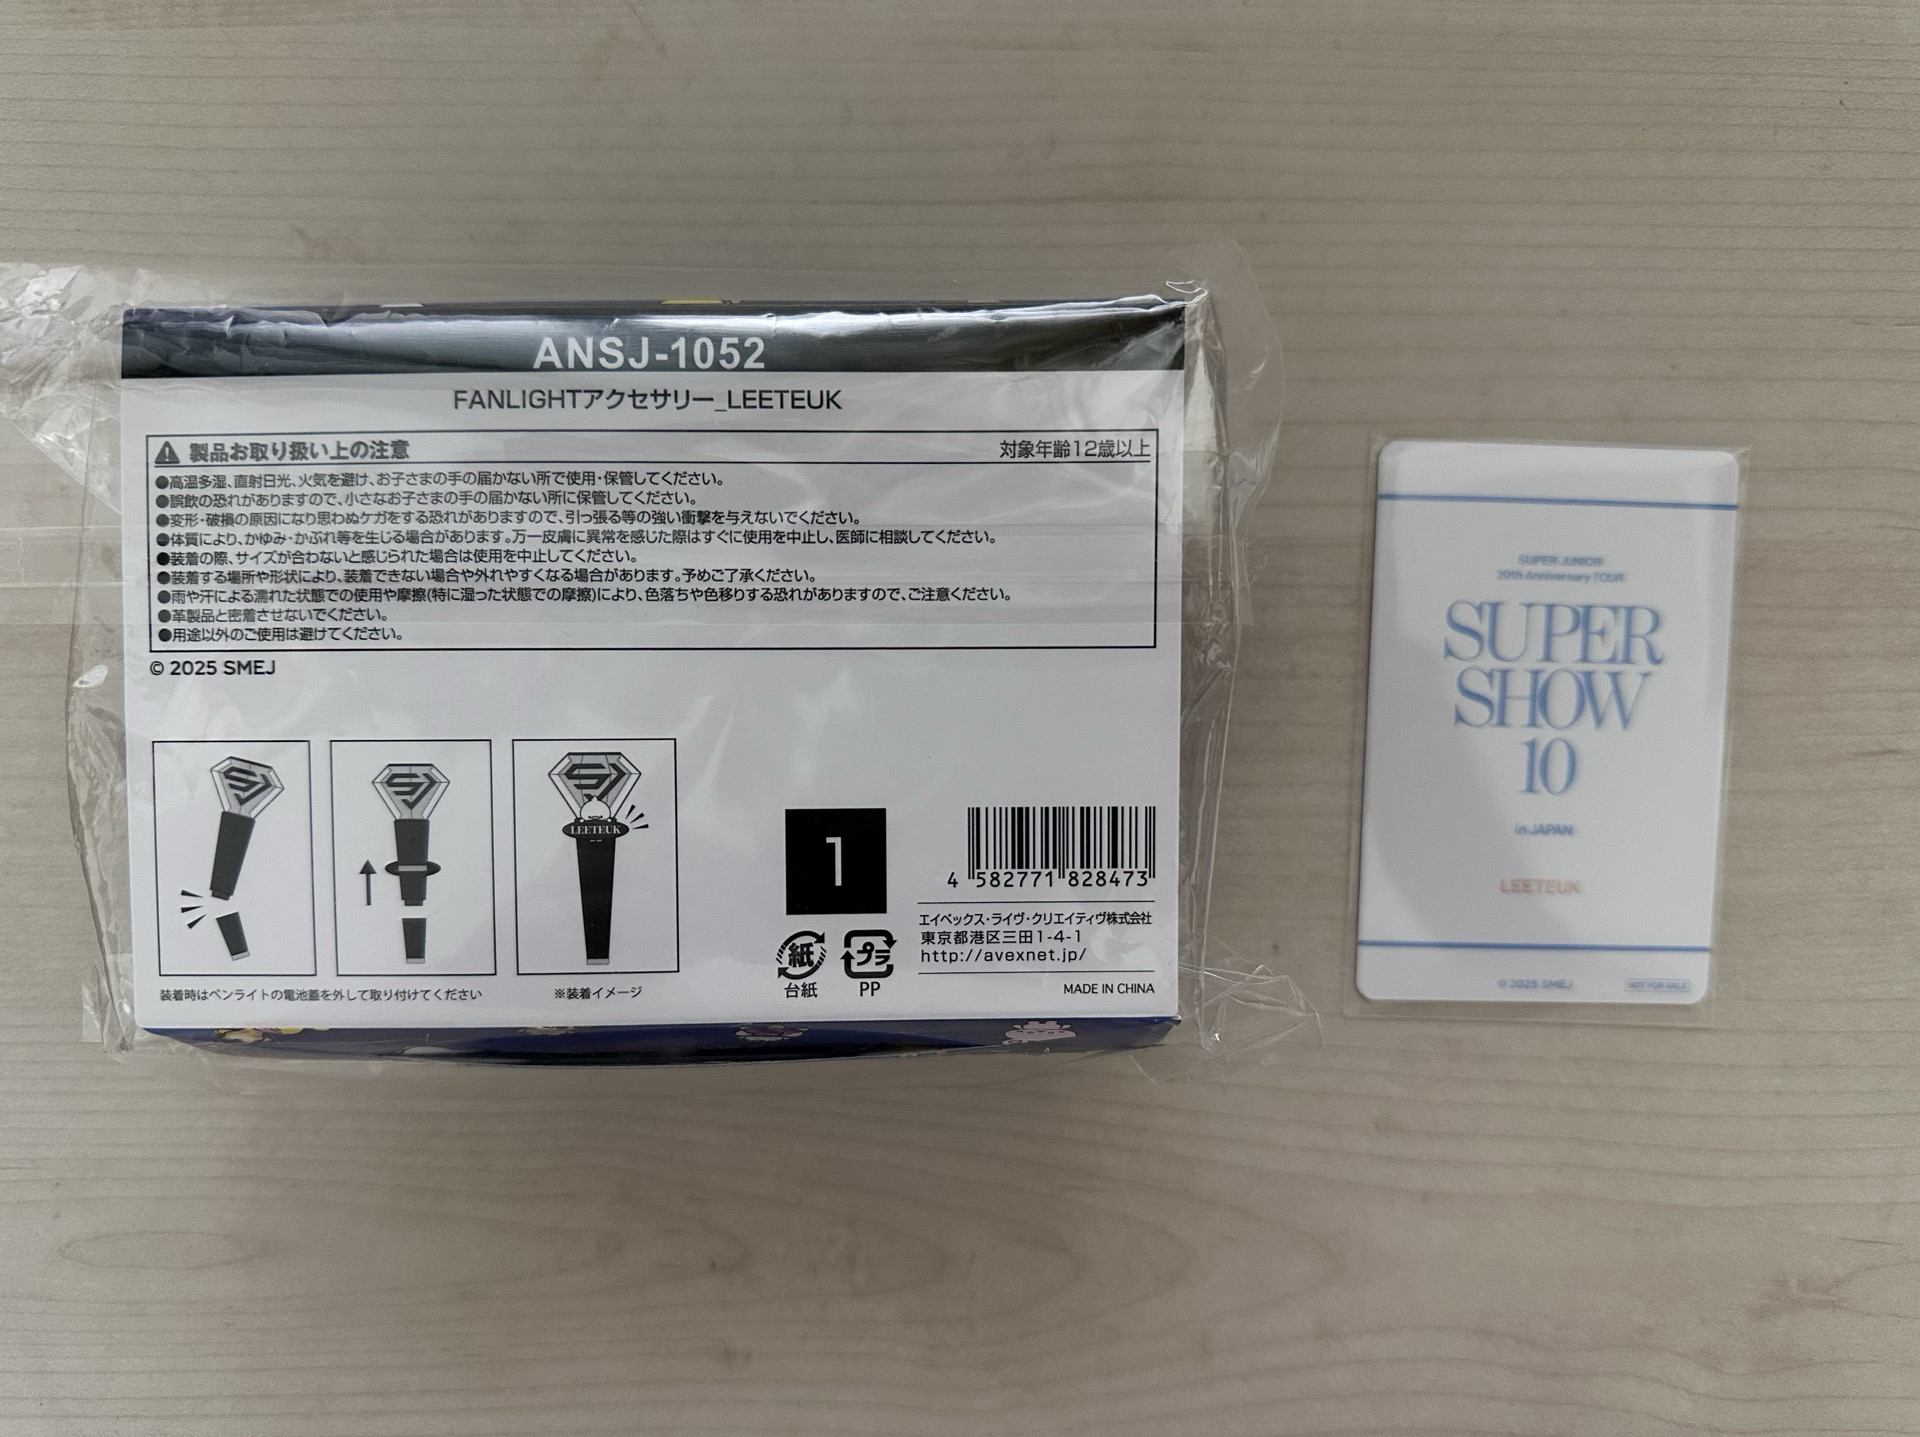 ANSJ-1052
FANLIGHTアクセサリー_LEETEUK
製品お取り扱い上の注意
対象年齢12歳以上
●高温多湿、直射日光、火気を避け、お子さまの手の届かない所で使用・保管してください。
●誤飲の恐れがありますので、小さなお子さまの手の届かない所に保管してください。
●変形・破損の原因になり思わぬケガをする恐れがありますので、引っ張る等の強い衝撃を与えないでください。
●体質により、かゆみ・かぶれ等を生じる場合があります。万一皮膚に異常を感じた際はすぐに使用を中止し、医師に相談してください。
●装着の際、サイズが合わないと感じられた場合は使用を中止してください。
●装着する場所や形状により、装着できない場合や外れやすくなる場合があります。予めご了承ください。
●雨や汗による濡れた状態での使用や摩擦(特に湿った状態での摩擦)により、色落ちや色移りする恐れがありますので、ご注意ください。
●革製品と密着させないでください。
●用途以外のご使用は避けてください。
© 2025 SMEJ
SJ
SJ
SJ
LEETEUK
装着時はペンライトの電池蓋を外して取り付けてください
※装着イメージ
1
紙
台紙
プラ
PP
4 582771 828473
エイベックス・ライヴ・クリエイティヴ株式会社
東京都港区三田1-4-1
http://avexnet.jp/
MADE IN CHINA
SUPER JUNIOR
20th Anniversary TOUR
SUPER
SHOW
10
in JAPAN
LEETEUK
© 2025 SMEJ
NOT FOR SALE